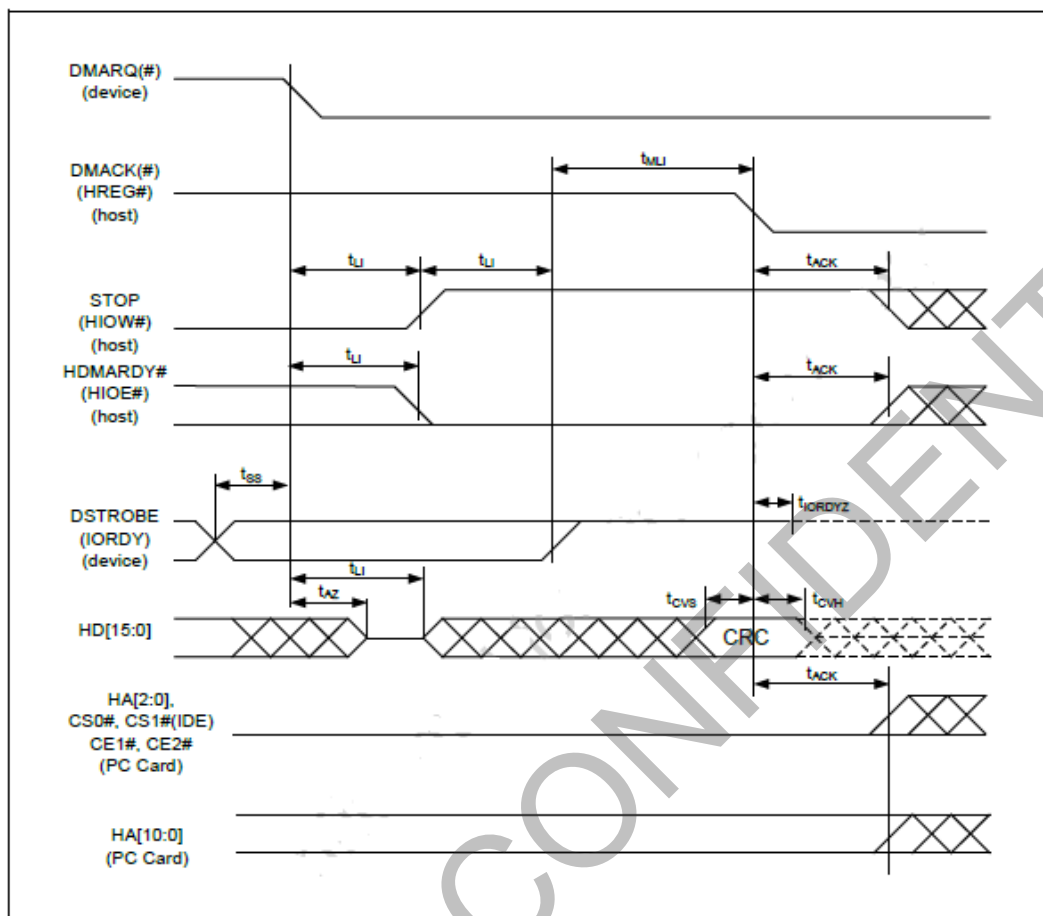 DMARQ(#)
(device)
tMLI
DMACK(#)
(HREG#)
(host)
tLI
tLI
tACK
STOP
(HIOW#)
(host)
tLI
HDMARDY#
(HIOE#)
(host)
tACK
tSS
tIORDYZ
DSTROBE
(IORDY)
(device)
tLI
tAZ
tCVS
tCVH
HD[15:0]
CRC
tACK
HA[2:0],
CS0#, CS1#(IDE)
CE1#, CE2#
(PC Card)
HA[10:0]
(PC Card)
CONFIDENT